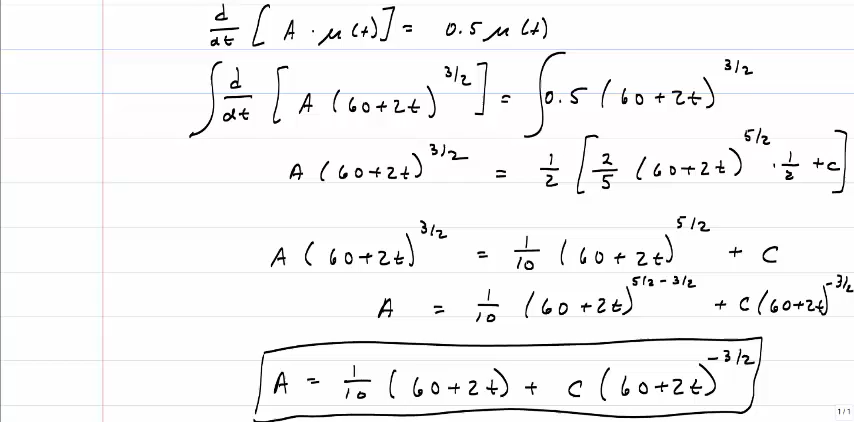 d/dt [ A · μ(t) ] = 0.5 μ(t)
∫ d/dt [ A (60+2t)^3/2 ] = ∫ 0.5 (60+2t)^3/2
A (60+2t)^3/2 = 1/2 [ 2/5 (60+2t)^5/2 · 1/2 + c ]
A (60+2t)^3/2 = 1/10 (60+2t)^5/2 + C
A = 1/10 (60+2t)^5/2-3/2 + C (60+2t)^-3/2
A = 1/10 (60+2t) + C (60+2t)^-3/2
1/1